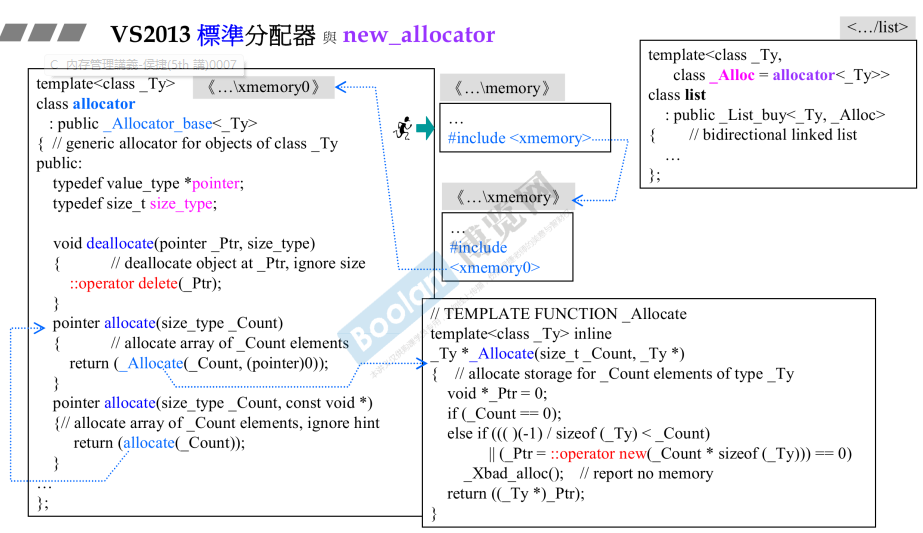 VS2013 標準分配器 與 new_allocator
C 內存管理講義-侯捷(5th 講)0007
<…/list>
template<class _Ty,
class _Alloc = allocator<_Ty>>
class list
: public _List_buy<_Ty, _Alloc>
{ // bidirectional linked list
…
};
《…\xmemory0》
template<class _Ty>
class allocator
: public _Allocator_base<_Ty>
{ // generic allocator for objects of class _Ty
public:
typedef value_type *pointer;
typedef size_t size_type;
void deallocate(pointer _Ptr, size_type)
{ // deallocate object at _Ptr, ignore size
::operator delete(_Ptr);
}
pointer allocate(size_type _Count)
{ // allocate array of _Count elements
return (_Allocate(_Count, (pointer)0));
}
pointer allocate(size_type _Count, const void *)
{// allocate array of _Count elements, ignore hint
return (allocate(_Count));
}
…
};
《…\memory》
…
#include <xmemory>
《…\xmemory》
…
#include
<xmemory0>
Boolan 博览网
// TEMPLATE FUNCTION _Allocate
template<class _Ty> inline
_Ty *_Allocate(size_t _Count, _Ty *)
{ // allocate storage for _Count elements of type _Ty
void *_Ptr = 0;
if (_Count == 0);
else if ((( )(-1) / sizeof (_Ty) < _Count)
|| (_Ptr = ::operator new(_Count * sizeof (_Ty))) == 0)
_Xbad_alloc(); // report no memory
return ((_Ty *)_Ptr);
}